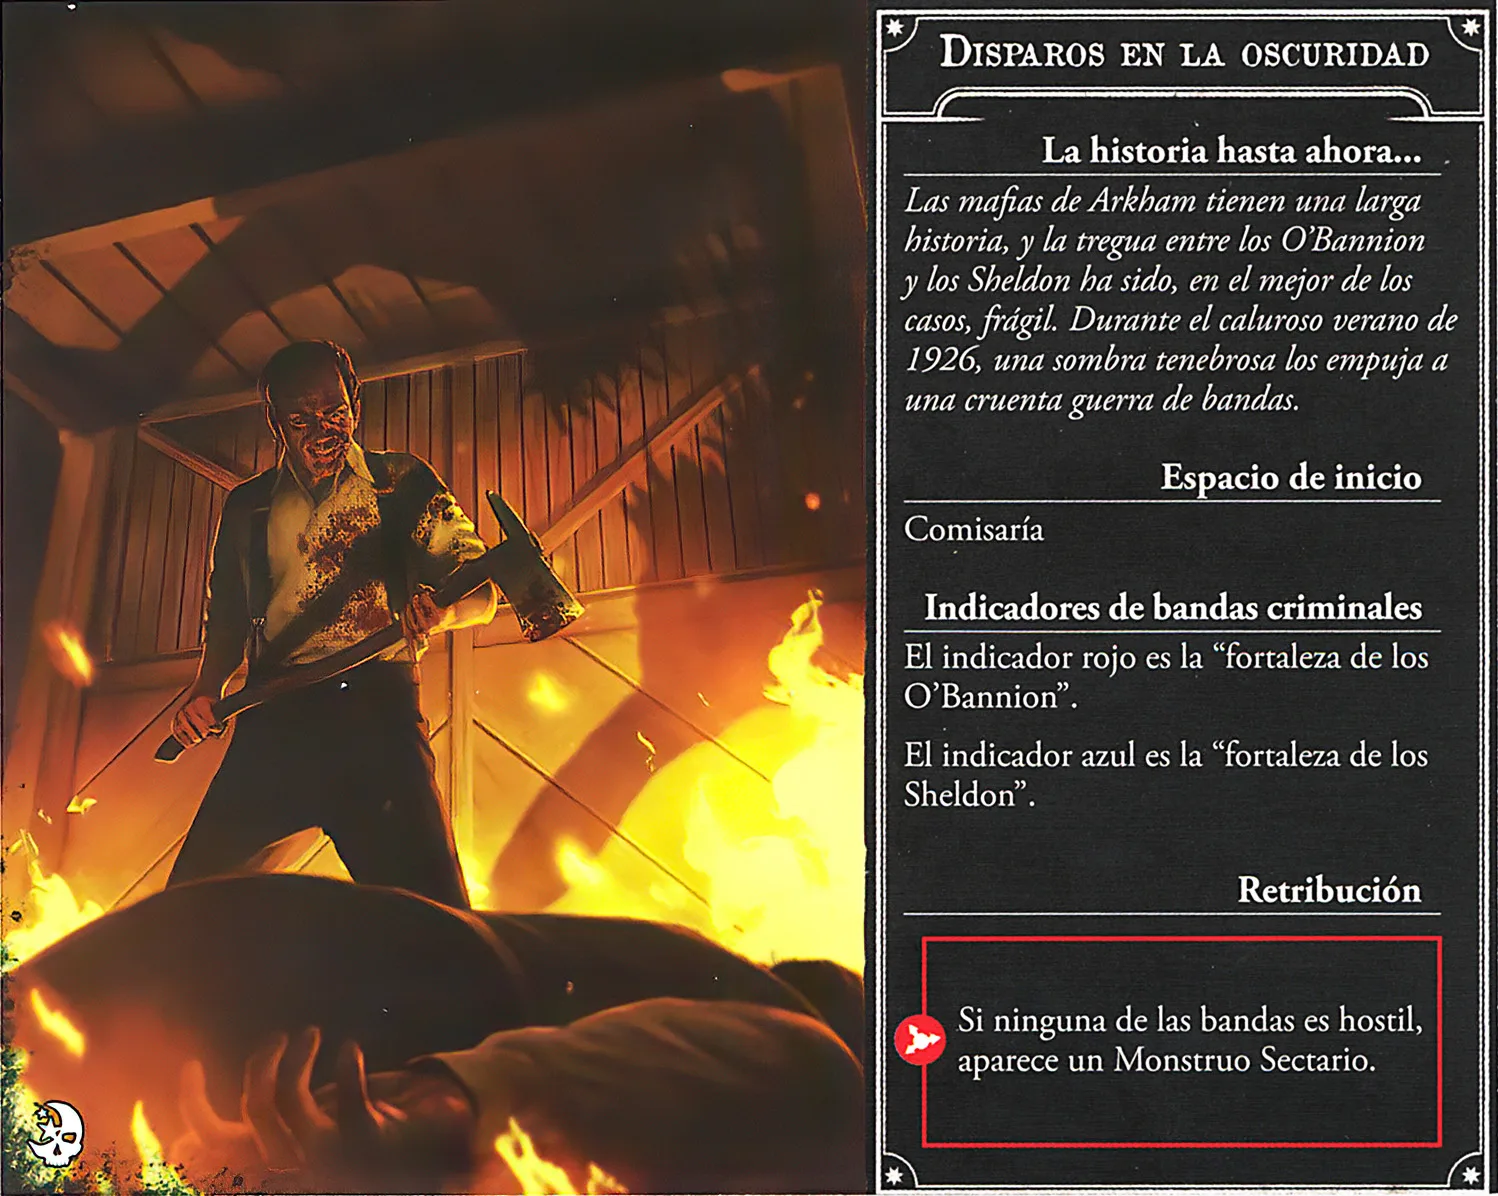 DISPAROS EN LA OSCURIDAD
La historia hasta ahora...
Las mafias de Arkham tienen una larga
historia, y la tregua entre los O’Bannion
y los Sheldon ha sido, en el mejor de los
casos, frágil. Durante el caluroso verano de
1926, una sombra tenebrosa los empuja a
una cruenta guerra de bandas.
Espacio de inicio
Comisaría
Indicadores de bandas criminales
El indicador rojo es la “fortaleza de los
O’Bannion”.
El indicador azul es la “fortaleza de los
Sheldon”.
Retribución
Si ninguna de las bandas es hostil,
aparece un Monstruo Sectario.